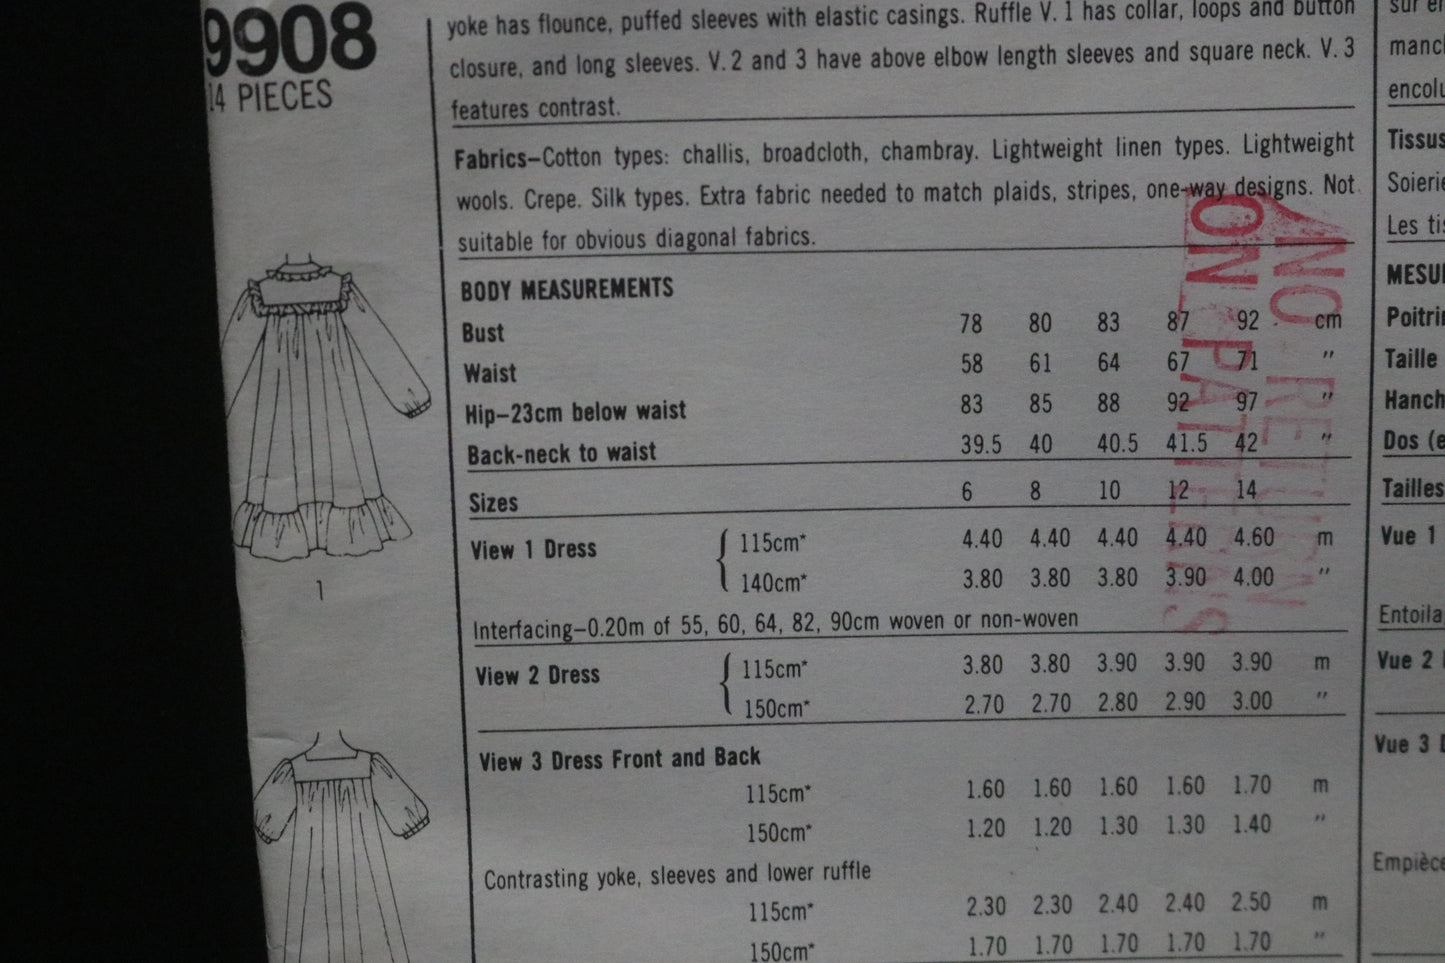 9908
14 PIECES
yoke has flounce, puffed sleeves with elastic casings. Ruffle V. 1 has collar, loops and button
closure, and long sleeves. V. 2 and 3 have above elbow length sleeves and square neck. V. 3
features contrast.
Fabrics–Cotton types: challis, broadcloth, chambray. Lightweight linen types. Lightweight
wools. Crepe. Silk types. Extra fabric needed to match plaids, stripes, one-way designs. Not
suitable for obvious diagonal fabrics.
BODY MEASUREMENTS
Bust 78 80 83 87 92 cm
Waist 58 61 64 67 71 "
Hip–23cm below waist 83 85 88 92 97 "
Back-neck to waist 39.5 40 40.5 41.5 42 "
Sizes 6 8 10 12 14
View 1 Dress { 115cm* 4.40 4.40 4.40 4.40 4.60 m
140cm* 3.80 3.80 3.80 3.90 4.00 "
Interfacing–0.20m of 55, 60, 64, 82, 90cm woven or non-woven
View 2 Dress { 115cm* 3.80 3.80 3.90 3.90 3.90 m
150cm* 2.70 2.70 2.80 2.90 3.00 "
View 3 Dress Front and Back
115cm* 1.60 1.60 1.60 1.60 1.70 m
150cm* 1.20 1.20 1.30 1.30 1.40 "
Contrasting yoke, sleeves and lower ruffle
115cm* 2.30 2.30 2.40 2.40 2.50 m
150cm* 1.70 1.70 1.70 1.70 1.70 "
1
NO RETURN
ON PATTERNS
sur
Tissus
Les
Taille
Dos (e
Tailles
Vue 1
Vue 2
Vue 3